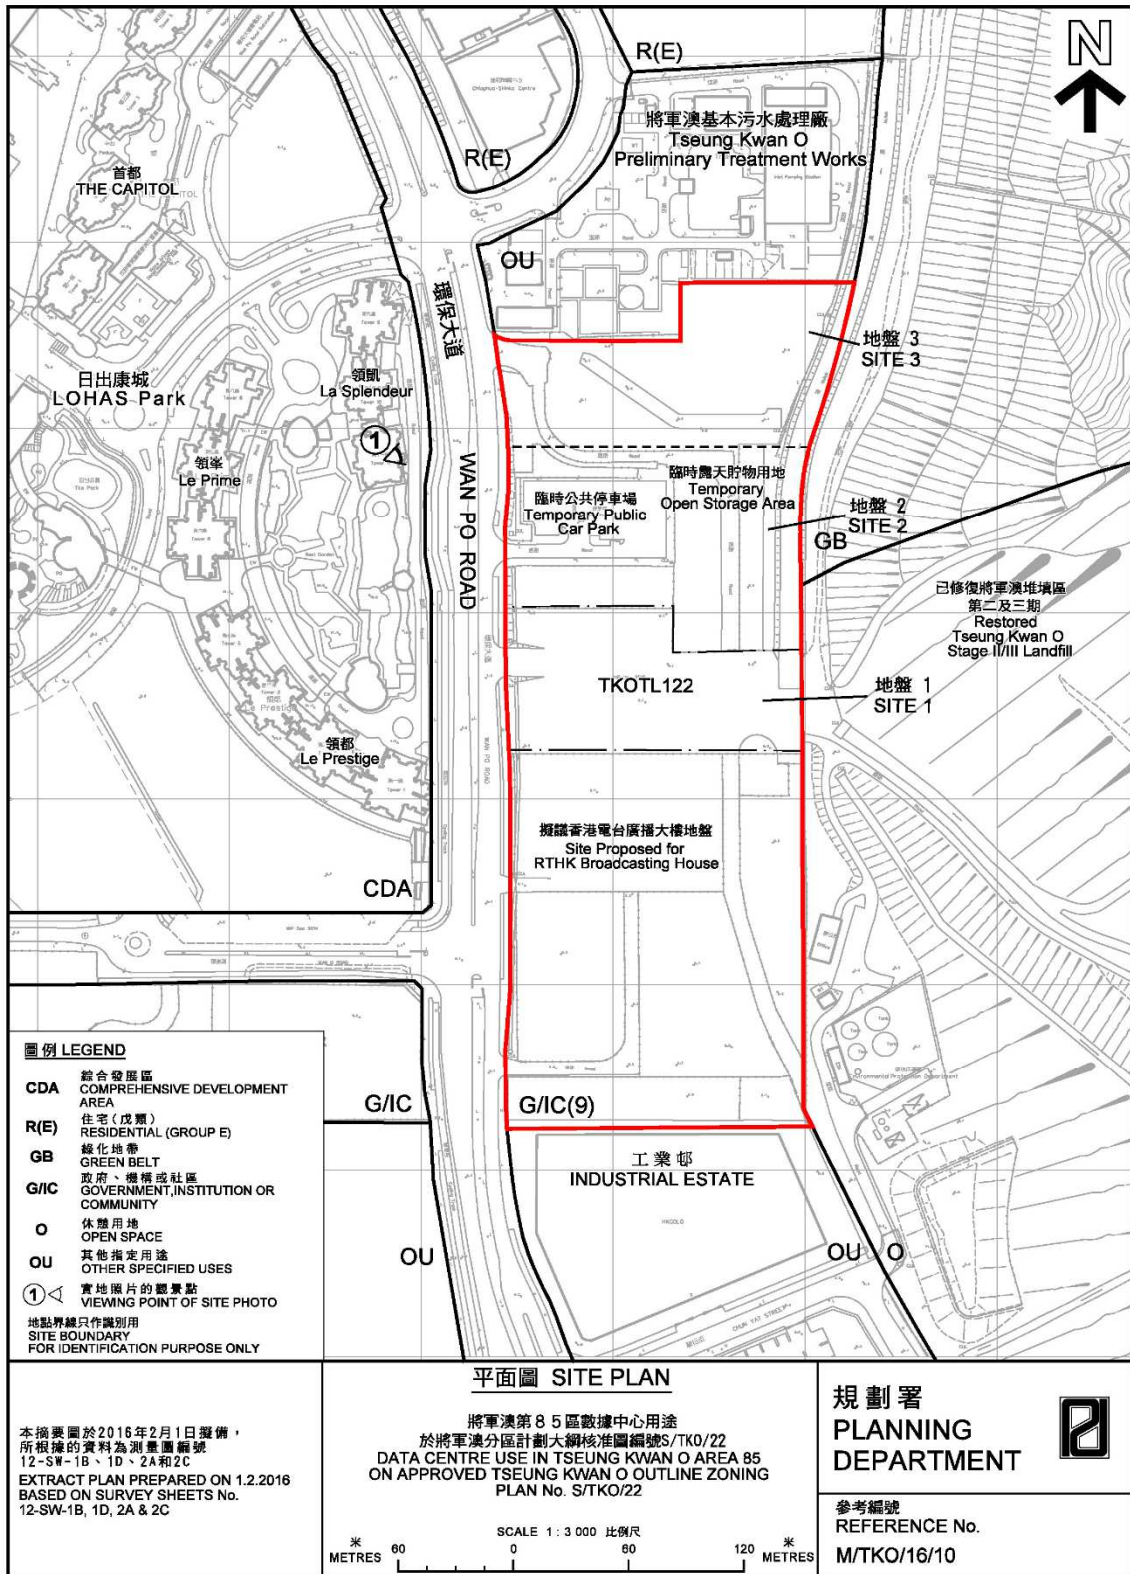 N
R(E)
Chiaphua-Shinko Centre
將軍澳基本污水處理廠
Tseung Kwan O
Preliminary Treatment Works
R(E)
首都
THE CAPITOL
OU
環保大道
地盤 3
SITE 3
日出康城
LOHAS Park
領凱
La Splendeur
1
領峯
Le Prime
WAN PO ROAD
臨時露天貯物用地
Temporary
Open Storage Area
臨時公共停車場
Temporary Public
Car Park
地盤 2
SITE 2
GB
已修復將軍澳堆填區
第二及三期
Restored
Tseung Kwan O
Stage II/III Landfill
TKOTL122
地盤 1
SITE 1
領都
Le Prestige
擬議香港電台廣播大樓地盤
Site Proposed for
RTHK Broadcasting House
CDA
G/IC
G/IC(9)
工業邨
INDUSTRIAL ESTATE
OU
OU
O
CHUN YAT STREET
圖例 LEGEND
CDA 綜合發展區
COMPREHENSIVE DEVELOPMENT
AREA
R(E) 住宅(戊類)
RESIDENTIAL (GROUP E)
GB 綠化地帶
GREEN BELT
G/IC 政府、機構或社區
GOVERNMENT,INSTITUTION OR
COMMUNITY
O 休憩用地
OPEN SPACE
OU 其他指定用途
OTHER SPECIFIED USES
1 實地照片的觀景點
VIEWING POINT OF SITE PHOTO
地點界線只作識別用
SITE BOUNDARY
FOR IDENTIFICATION PURPOSE ONLY
本摘要圖於2016年2月1日擬備，
所根據的資料為測量圖編號
12-SW-1B、1D、2A和2C
EXTRACT PLAN PREPARED ON 1.2.2016
BASED ON SURVEY SHEETS No.
12-SW-1B, 1D, 2A & 2C
平面圖 SITE PLAN
將軍澳第85區數據中心用途
於將軍澳分區計劃大綱核准圖編號S/TKO/22
DATA CENTRE USE IN TSEUNG KWAN O AREA 85
ON APPROVED TSEUNG KWAN O OUTLINE ZONING
PLAN No. S/TKO/22
SCALE 1 : 3 000 比例尺
米
METRES 60 0 60 120 米
METRES
規劃署
PLANNING
DEPARTMENT
參考編號
REFERENCE No.
M/TKO/16/10